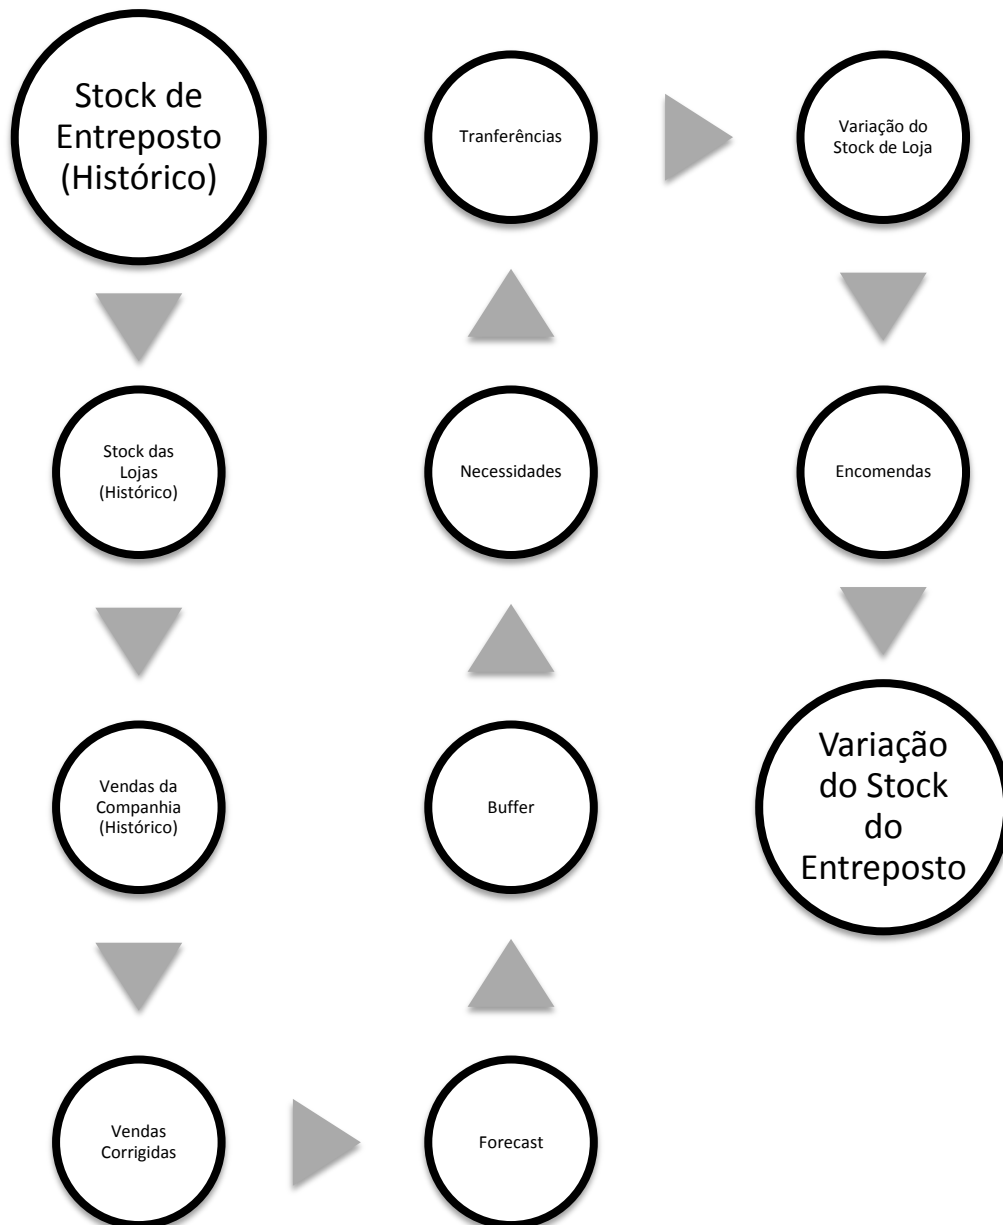 Stock de
Entreposto
(Histórico)
Stock das
Lojas
(Histórico)
Vendas da
Companhia
(Histórico)
Vendas
Corrigidas
Forecast
Buffer
Necessidades
Tranferências
Variação do
Stock de Loja
Encomendas
Variação
do Stock
do
Entreposto